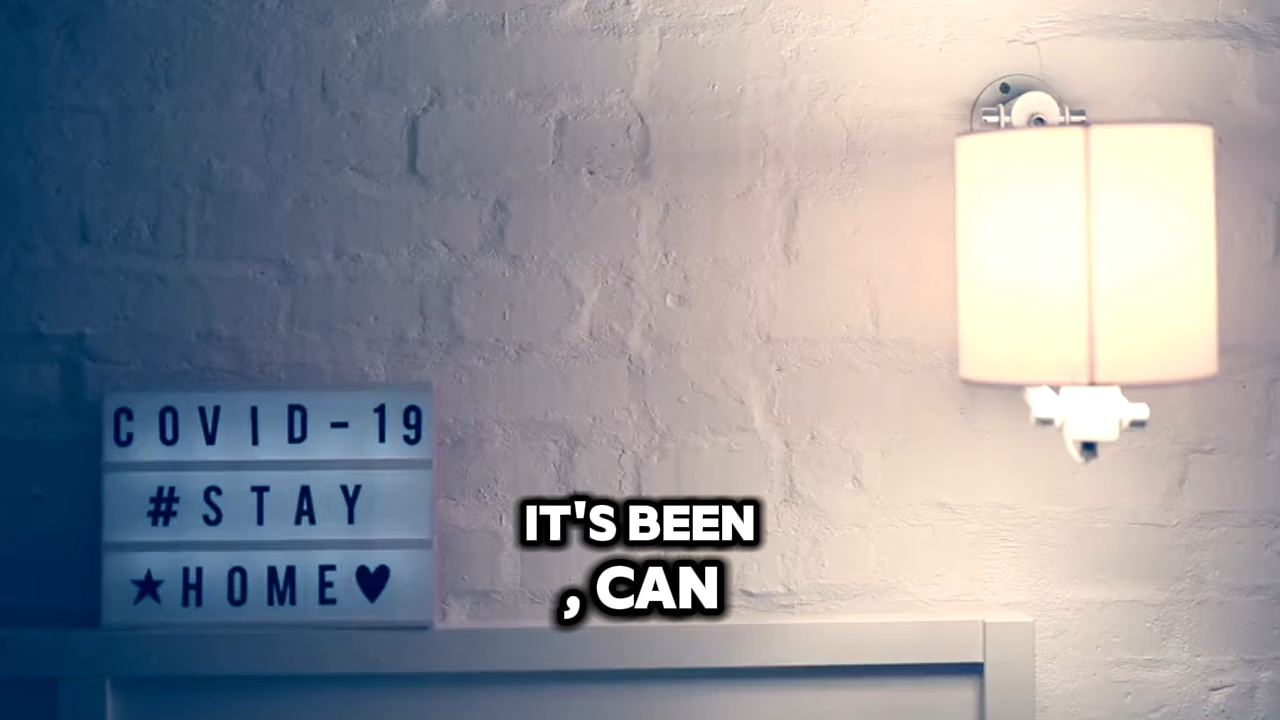 COVID-19
#STAY
★HOME♥
IT'S BEEN
, CAN